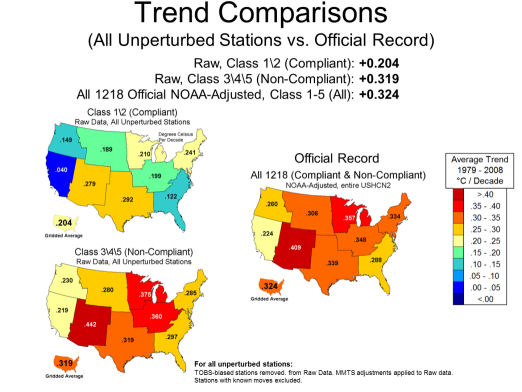 Trend Comparisons
(All Unperturbed Stations vs. Official Record)
Raw, Class 1\2 (Compliant): +0.204
Raw, Class 3\4\5 (Non-Compliant): +0.319
All 1218 Official NOAA-Adjusted, Class 1-5 (All): +0.324
Class 1\2 (Compliant)
Raw Data, All Unperturbed Stations
Degrees Celsius
Per Decade
.149
.189
.210
.241
.040
.279
.199
.292
.122
.204
Gridded Average
Official Record
All 1218 (Compliant & Non-Compliant)
NOAA-Adjusted, entire USHCN2
.260
.306
.357
.334
.224
.409
.348
.339
.288
.324
Gridded Average
Average Trend
1979 - 2008
°C / Decade
>.40
.35 - .40
.30 - .35
.25 - .30
.20 - .25
.15 - .20
.10 - .15
.05 - .10
.00 - .05
<.00
Class 3\4\5 (Non-Compliant)
Raw Data, All Unperturbed Stations
.230
.280
.375
.285
.219
.442
.360
.319
.297
.319
Gridded Average
For all unperturbed stations:
TOBS-biased stations removed. from Raw Data. MMTS adjustments applied to Raw data.
Stations with known moves excluded.